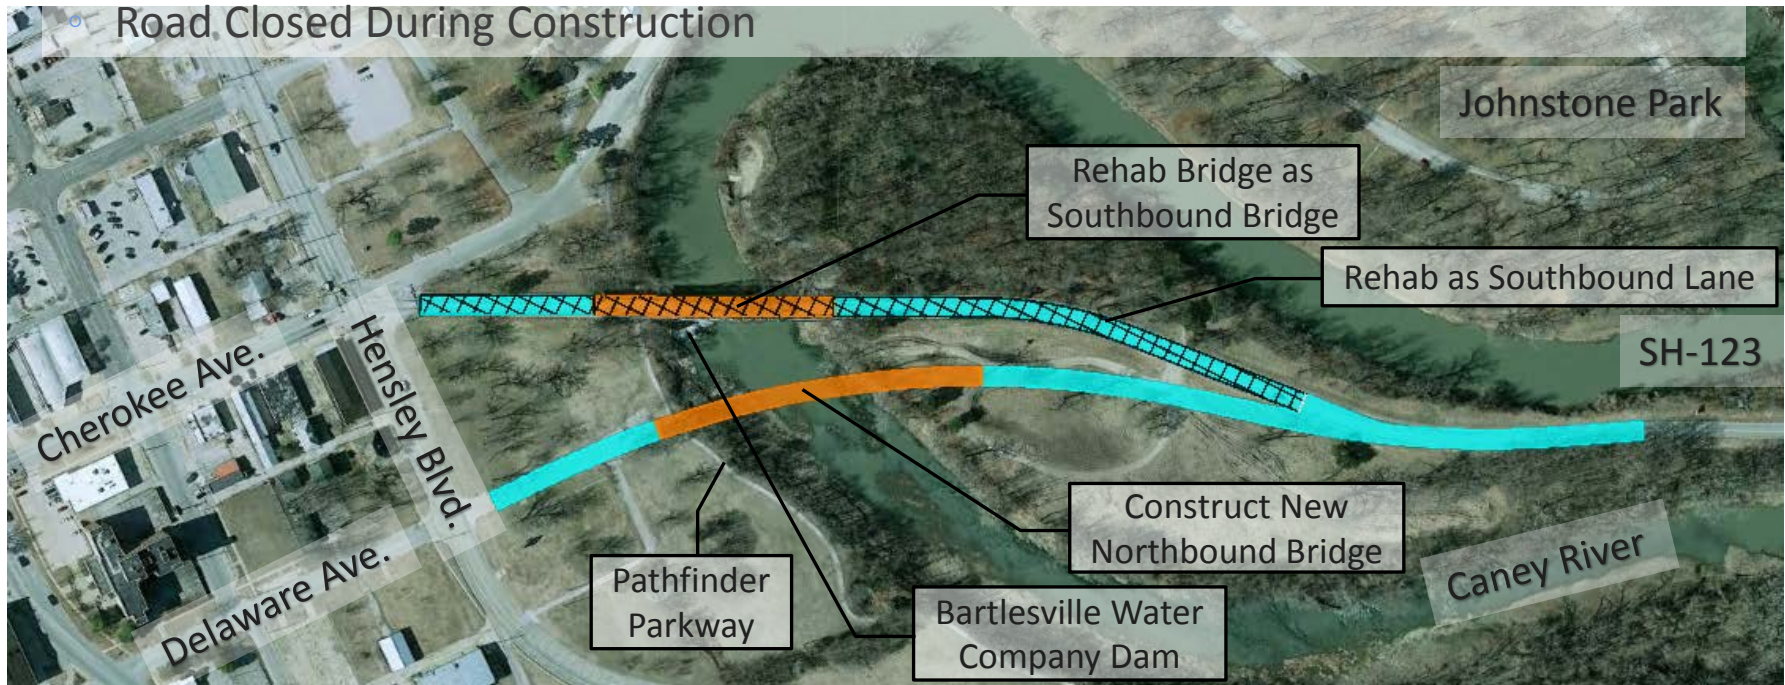 Road Closed During Construction
Johnstone Park
Rehab Bridge as
Southbound Bridge
Rehab as Southbound Lane
SH-123
Cherokee Ave.
Hensley Blvd.
Delaware Ave.
Construct New
Northbound Bridge
Caney River
Pathfinder
Parkway
Bartlesville Water
Company Dam